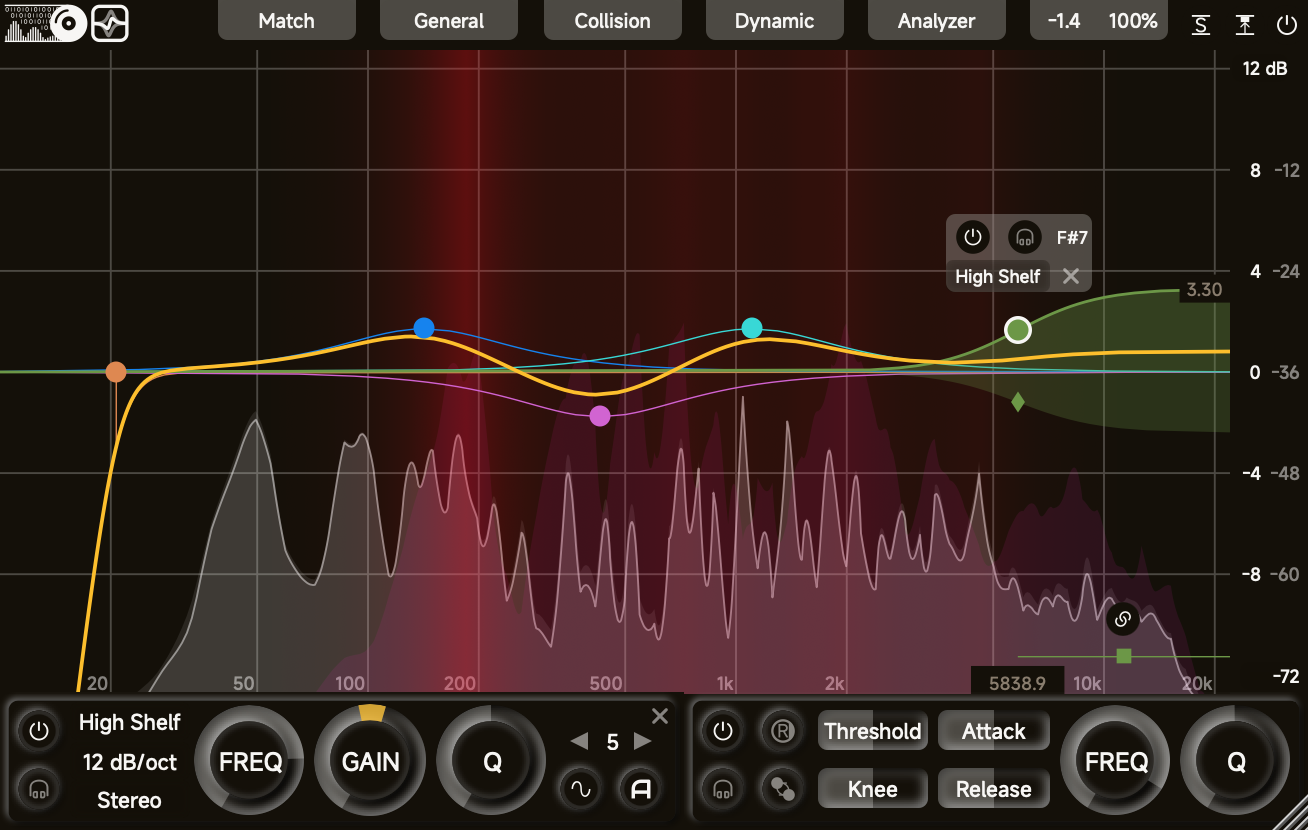 Match General Collision Dynamic Analyzer -1.4 100% S
12 dB
8 -12
F#7
High Shelf
4 -24
3.30
0 -36
-4 -48
-8 -60
-72
20 50 100 200 500 1k 2k 5838.9 10k 20k
High Shelf
12 dB/oct
Stereo
FREQ GAIN Q
5
A
R
Threshold Attack
Knee Release
FREQ Q